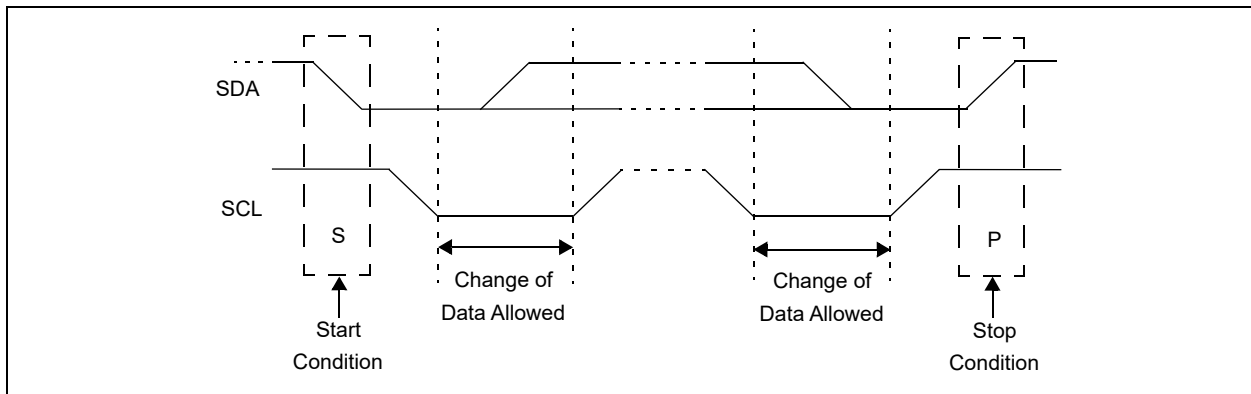 SDA
SCL
S
P
Change of
Data Allowed
Change of
Data Allowed
Start
Condition
Stop
Condition